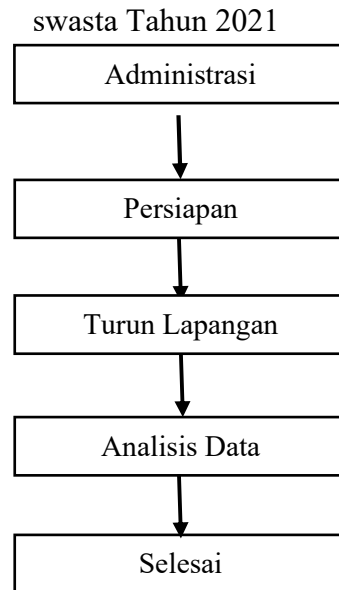 swasta Tahun 2021
Administrasi
Persiapan
Turun Lapangan
Analisis Data
Selesai